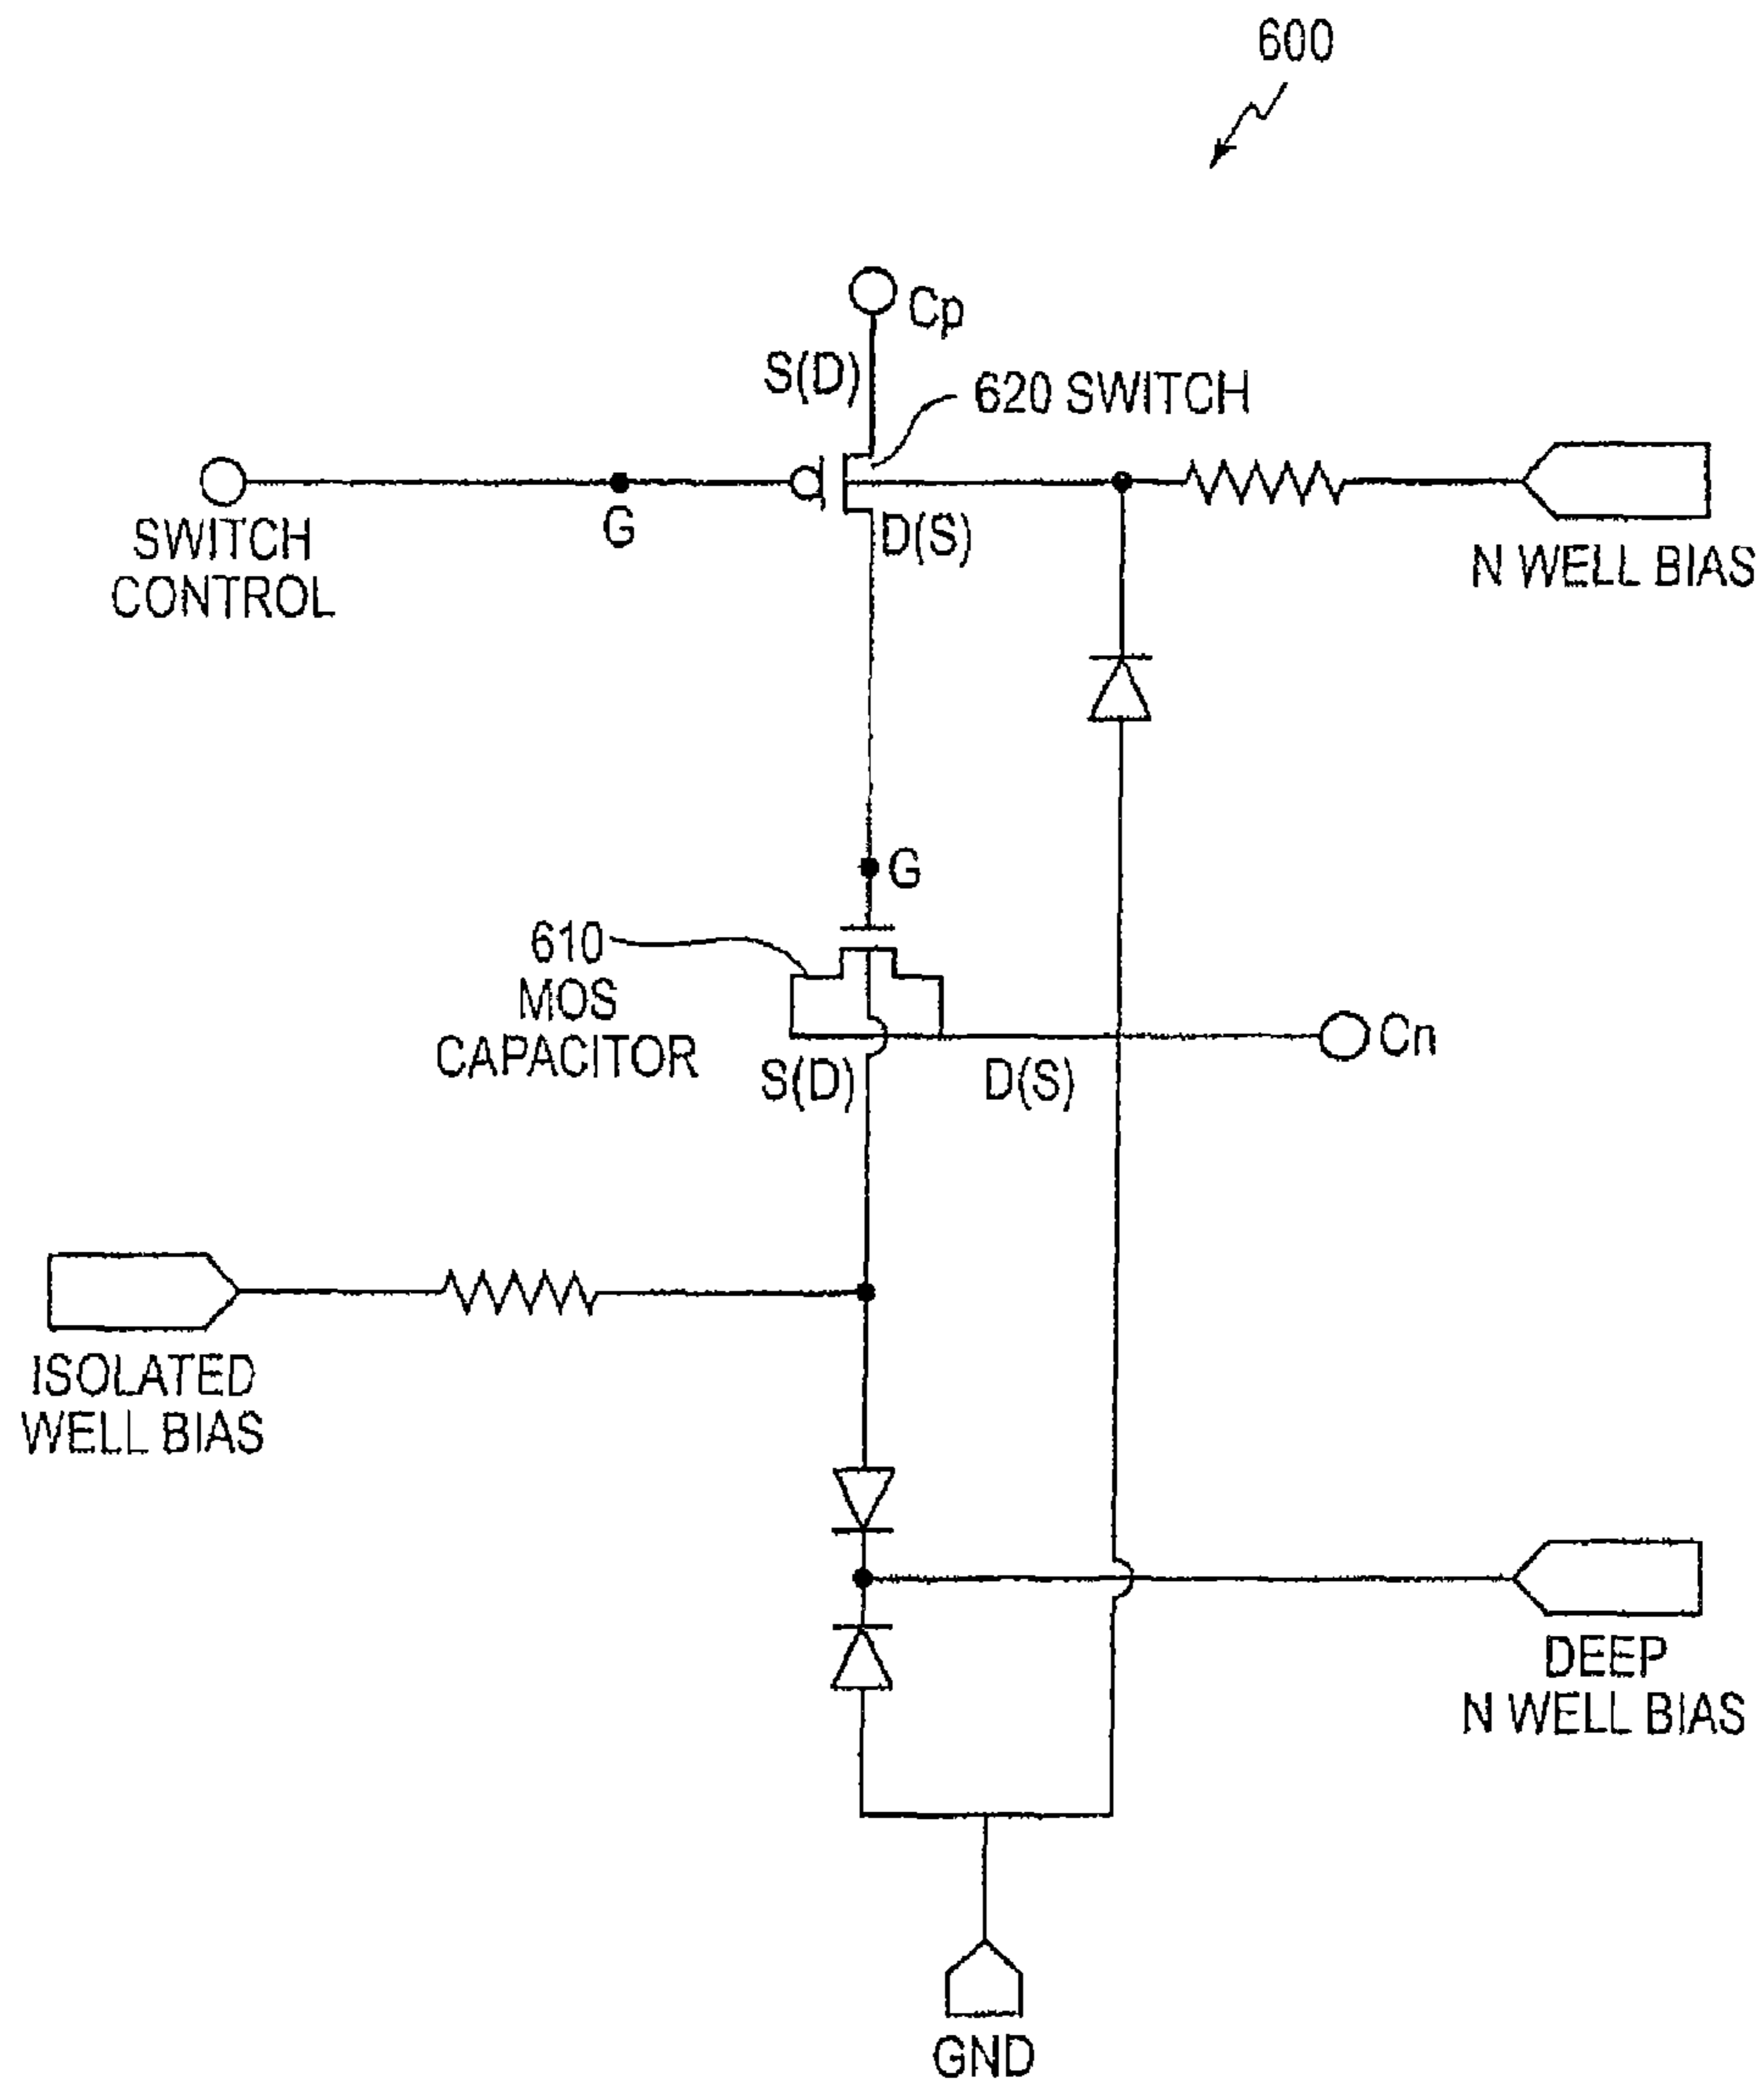 600
Cp
S(D)
620 SWITCH
G
SWITCH
CONTROL
D(S)
N WELL BIAS
G
610
MOS
CAPACITOR
S(D)
D(S)
Cn
ISOLATED
WELL BIAS
DEEP
N WELL BIAS
GND